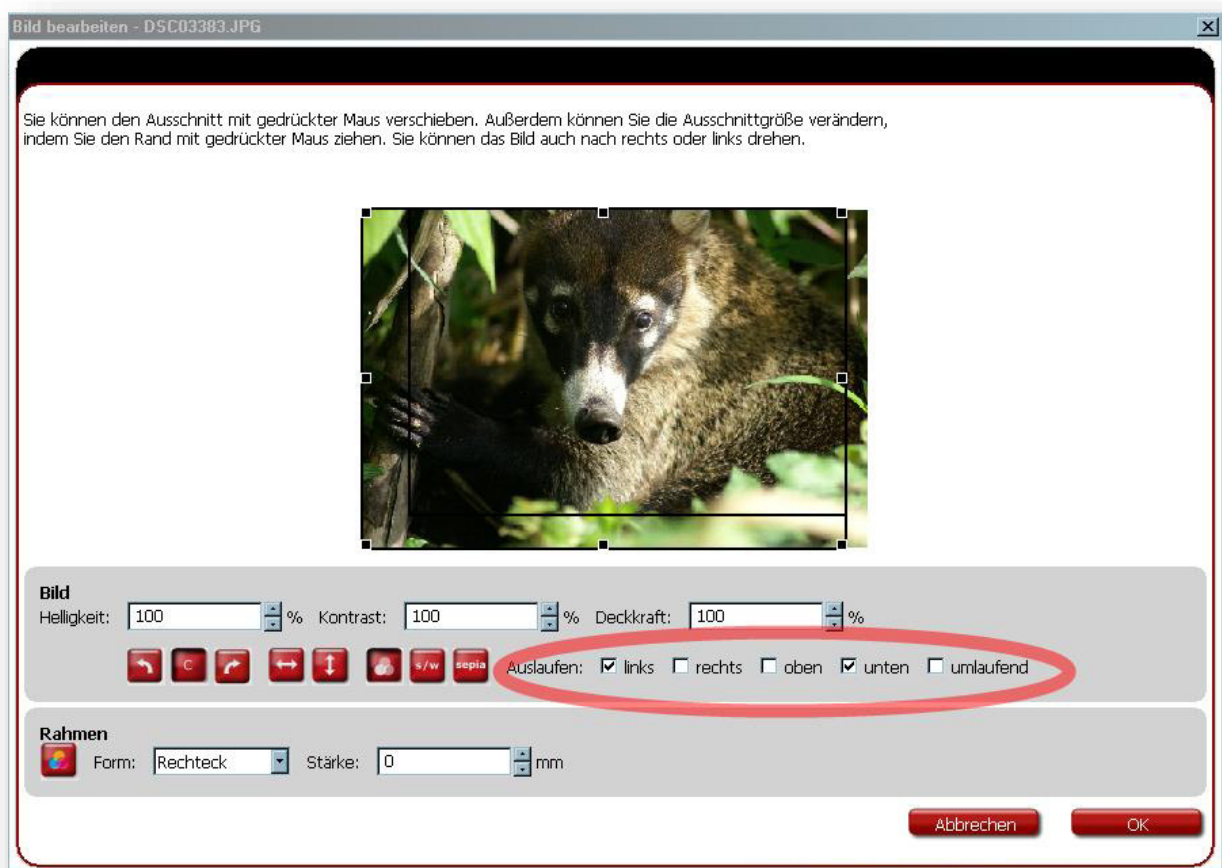 Bild bearbeiten - DSC03383.JPG
Sie können den Ausschnitt mit gedrückter Maus verschieben. Außerdem können Sie die Ausschnittgröße verändern,
indem Sie den Rand mit gedrückter Maus ziehen. Sie können das Bild auch nach rechts oder links drehen.
Bild
Helligkeit: 100 % Kontrast: 100 % Deckkraft: 100 %
C s/w sepia Auslaufen: links rechts oben unten umlaufend
Rahmen
Form: Rechteck Stärke: 0 mm
Abbrechen OK